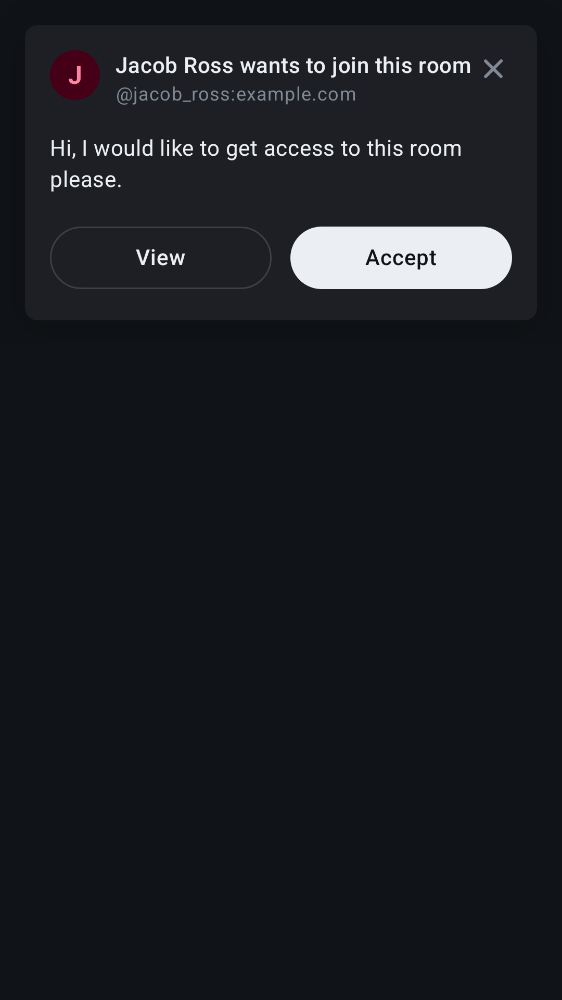 J
Jacob Ross wants to join this room
@jacob_ross:example.com
Hi, I would like to get access to this room
please.
View
Accept